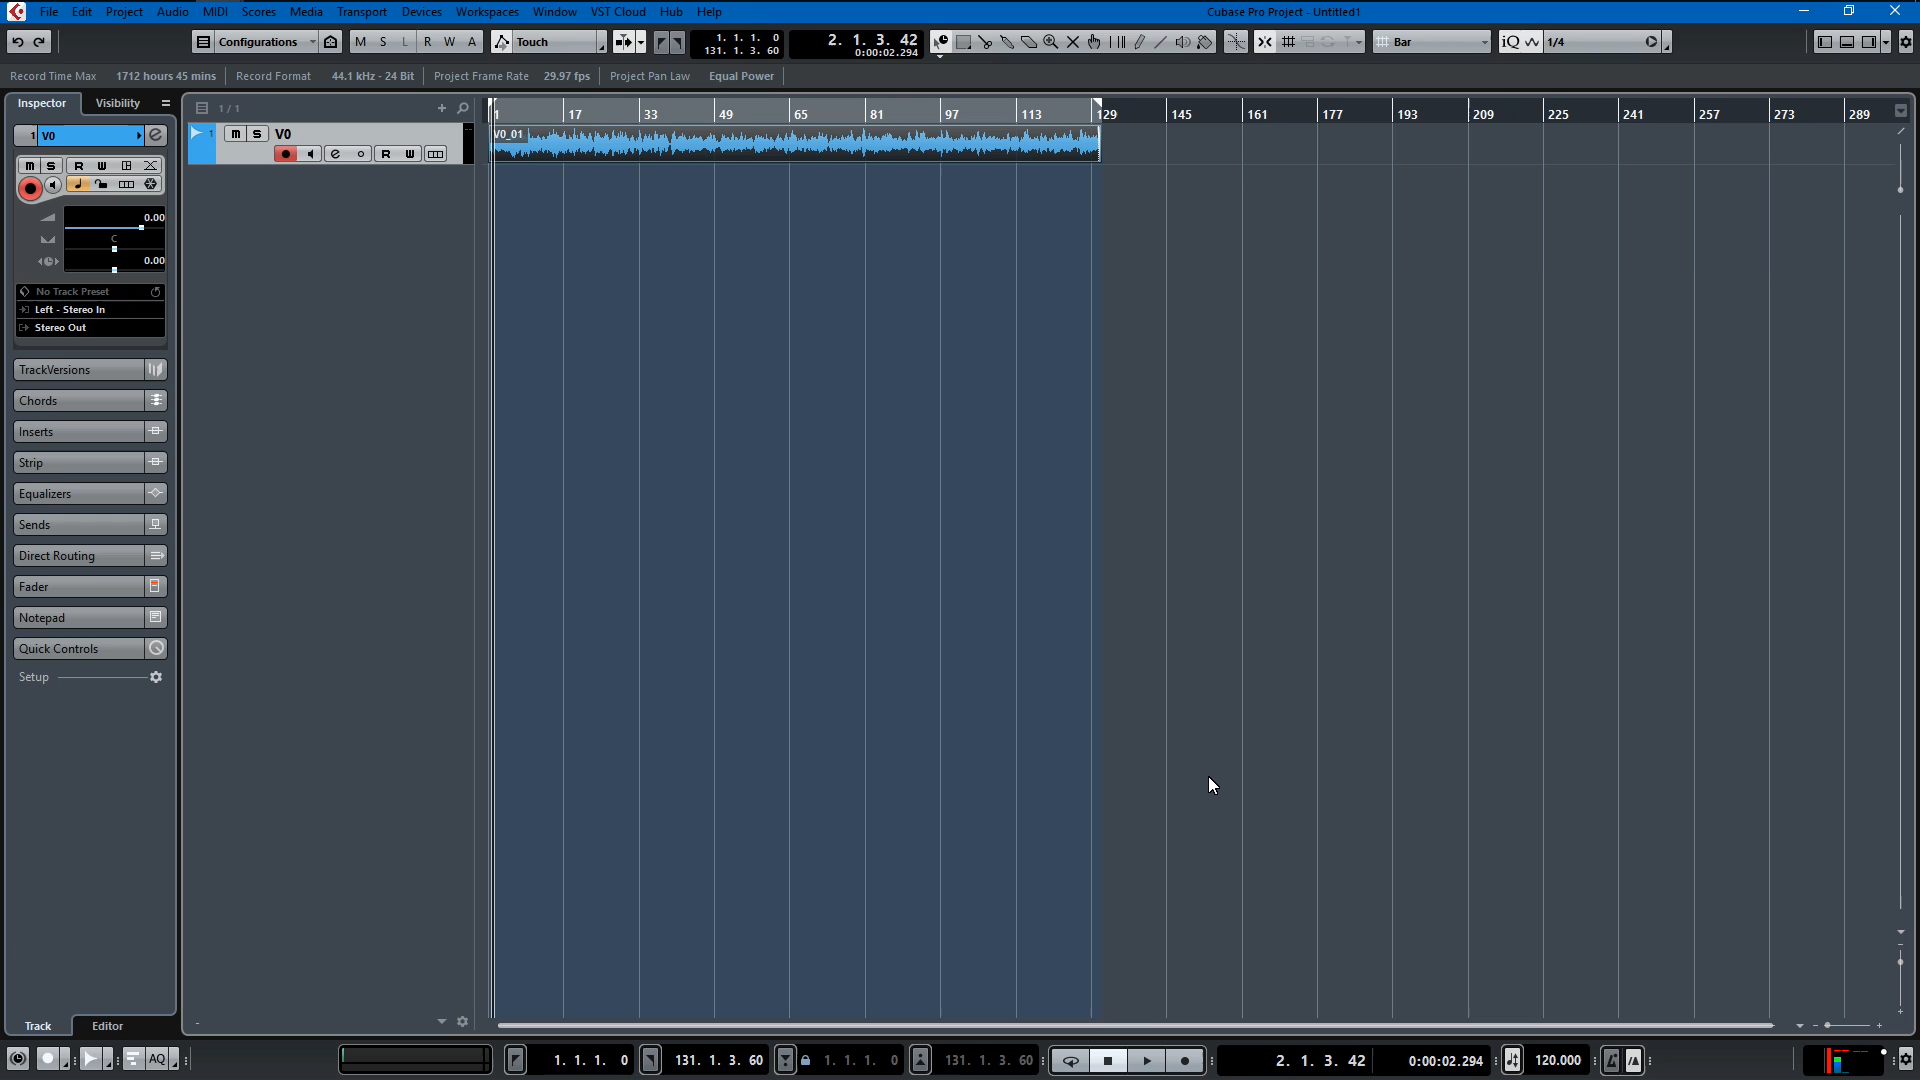 File Edit Project Audio MIDI Scores Media Transport Devices Workspaces Window VST Cloud Hub Help Cubase Pro Project - Untitled1
Configurations M S L R W A Touch 1. 1. 1. 0 2. 1. 3. 42 Bar iQ 1/4
131. 1. 3. 60 0:00:02.294
Record Time Max 1712 hours 45 mins Record Format 44.1 kHz - 24 Bit Project Frame Rate 29.97 fps Project Pan Law Equal Power
Inspector Visibility 1 / 1 1 17 33 49 65 81 97 113 129 145 161 177 193 209 225 241 257 273 289
1 VO e 1 m S VO VO_01
e R W
m S R W
0.00
C
0.00
No Track Preset
Left - Stereo In
Stereo Out
TrackVersions
Chords
Inserts
Strip
Equalizers
Sends
Direct Routing
Fader
Notepad
Quick Controls
Setup
Track Editor
AQ 1. 1. 1. 0 131. 1. 3. 60 1. 1. 1. 0 131. 1. 3. 60 2. 1. 3. 42 0:00:02.294 120.000